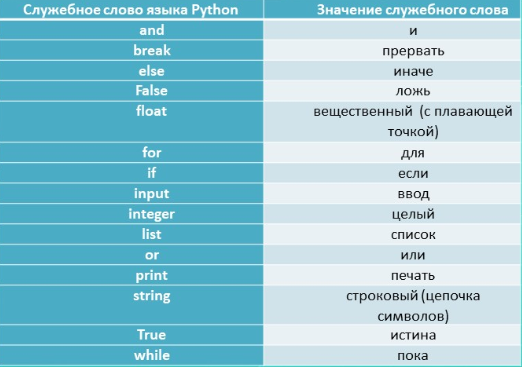 Служебное слово языка Python Значение служебного слова
and и
break прервать
else иначе
False ложь
float вещественный (с плавающей
точкой)
for для
if если
input ввод
integer целый
list список
or или
print печать
string строковый (цепочка
символов)
True истина
while пока